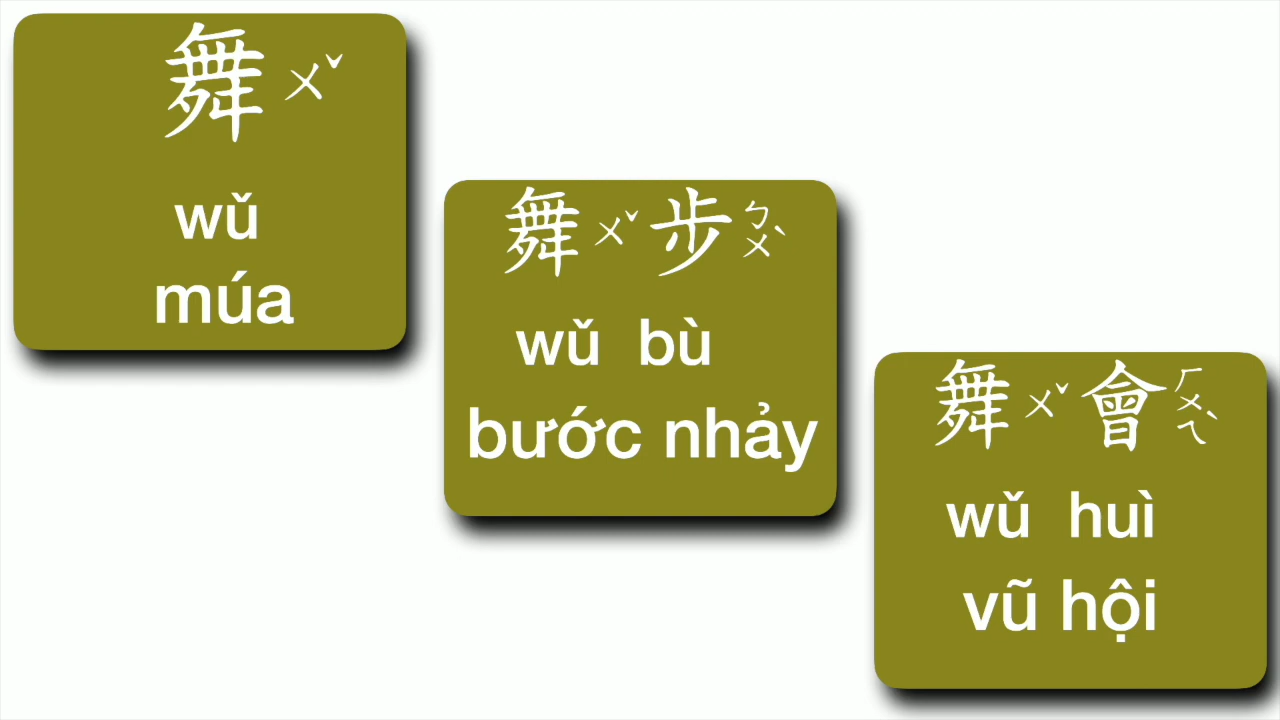 舞ㄨˇ
wǔ
múa
舞ㄨˇ步ㄅㄨˋ
wǔ bù
bước nhảy
舞ㄨˇ會ㄏㄨㄟˋ
wǔ huì
vũ hội